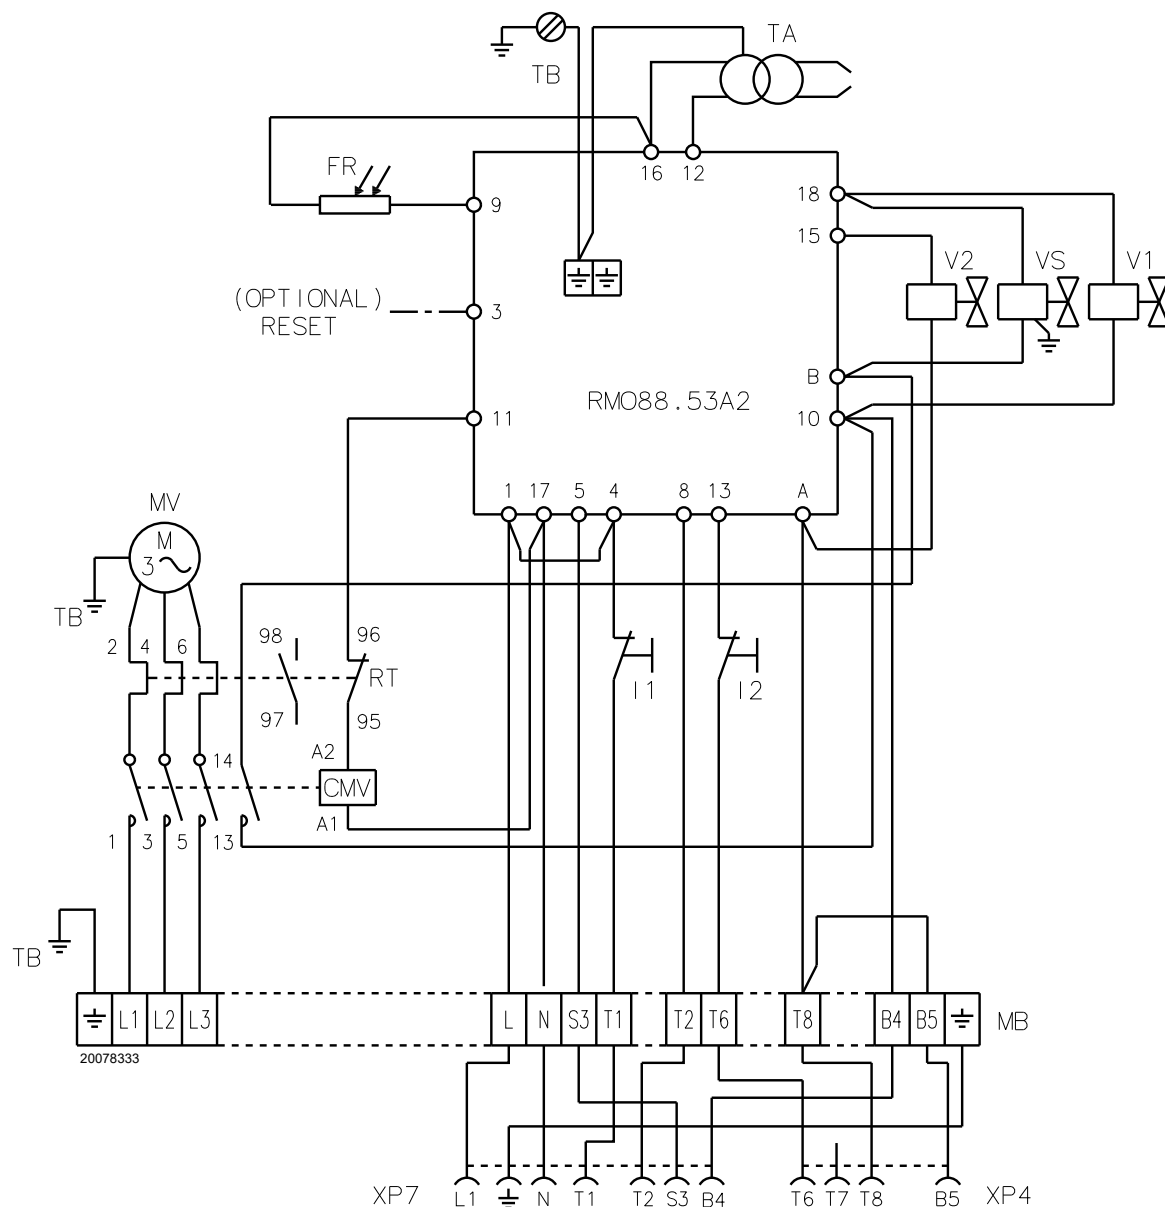 TA
TB
16 12
FR
9
18
15
V2 VS V1
(OPTIONAL)
RESET
3
B
RMO88.53A2
11
10
1 17 5 4 8 13 A
MV
M
3
TB
2 4 6
98 96
RT
97 95
I1 I2
14
A2
CMV
A1
1 3 5 13
TB
L1 L2 L3 L N S3 T1 T2 T6 T8 B4 B5 MB
20078333
XP7 L1 N T1 T2 S3 B4 T6 T7 T8 B5 XP4